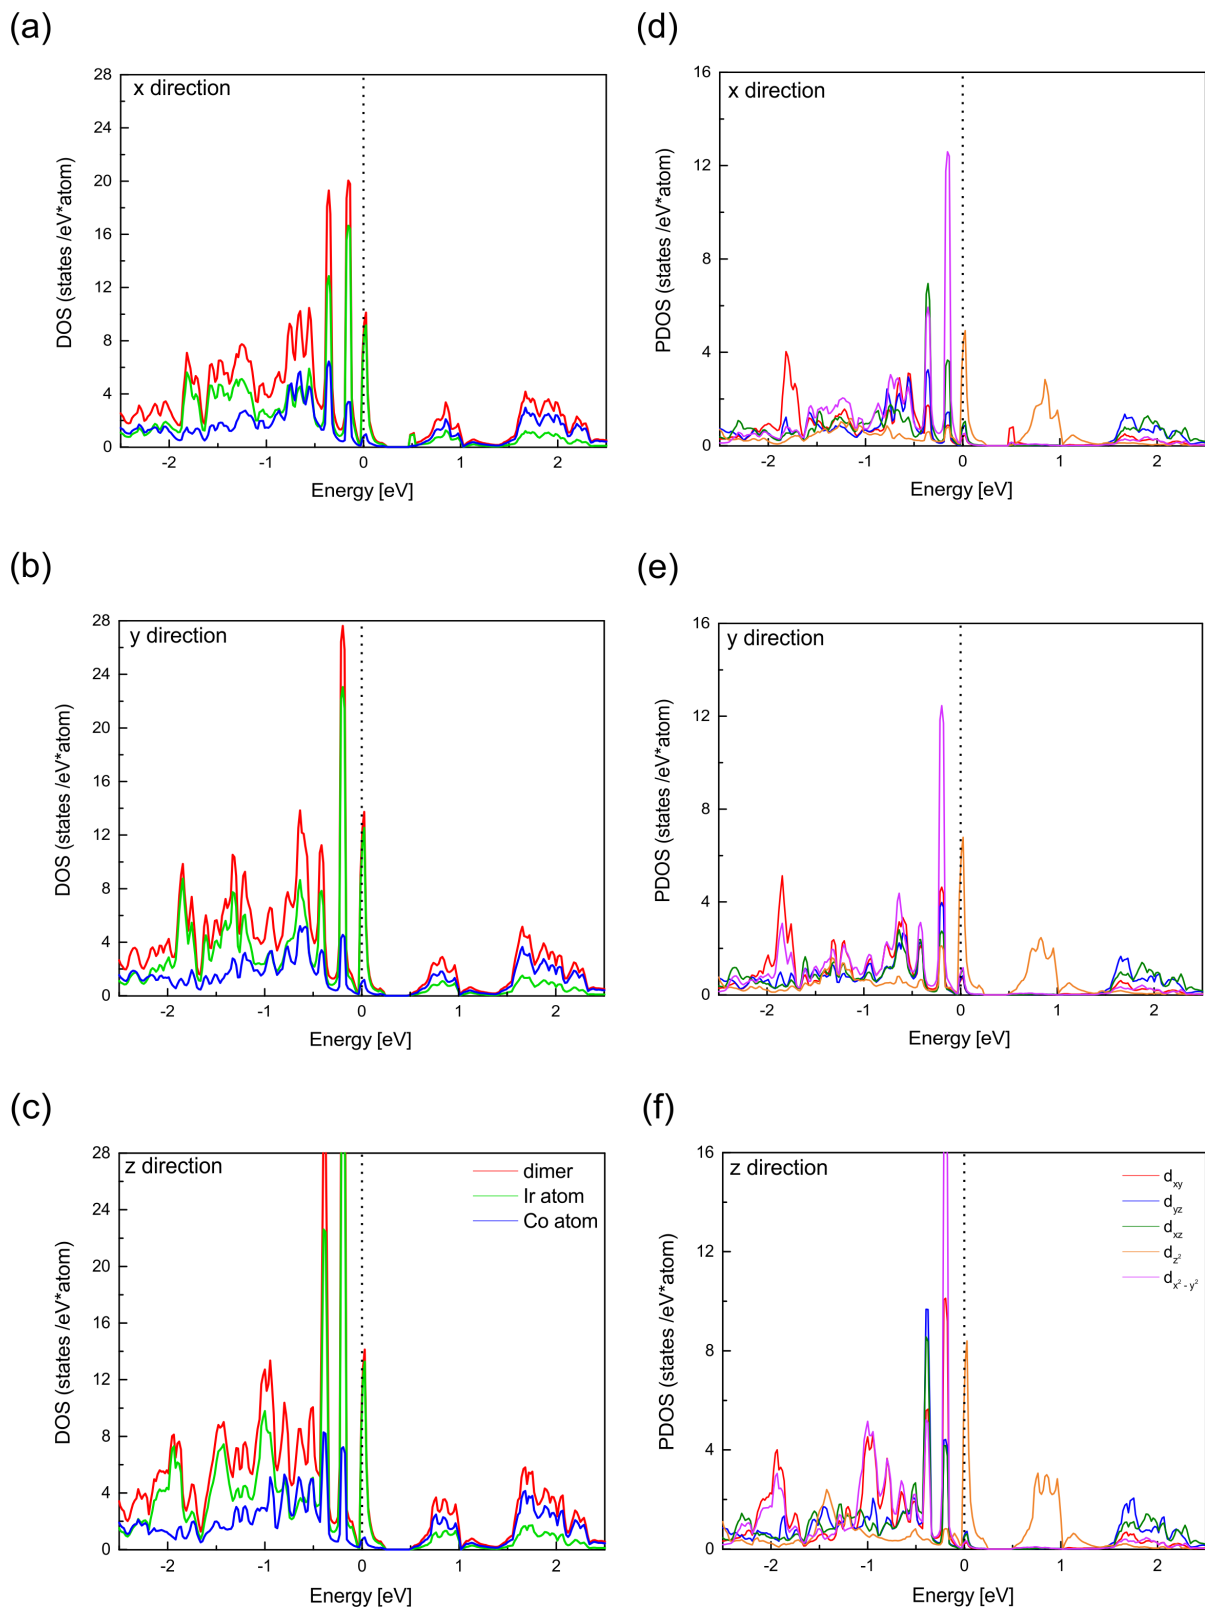 (a)
x direction
28
24
20
16
12
8
4
0
DOS (states /eV*atom)
-2 -1 0 1 2
Energy [eV]
(d)
x direction
16
12
8
4
0
PDOS (states /eV*atom)
-2 -1 0 1 2
Energy [eV]
(b)
y direction
28
24
20
16
12
8
4
0
DOS (states /eV*atom)
-2 -1 0 1 2
Energy [eV]
(e)
y direction
16
12
8
4
0
PDOS (states /eV*atom)
-2 -1 0 1 2
Energy [eV]
(c)
z direction
dimer
Ir atom
Co atom
28
24
20
16
12
8
4
0
DOS (states /eV*atom)
-2 -1 0 1 2
Energy [eV]
(f)
z direction
d_xy
d_yz
d_xz
d_z²
d_x² - y²
16
12
8
4
0
PDOS (states /eV*atom)
-2 -1 0 1 2
Energy [eV]